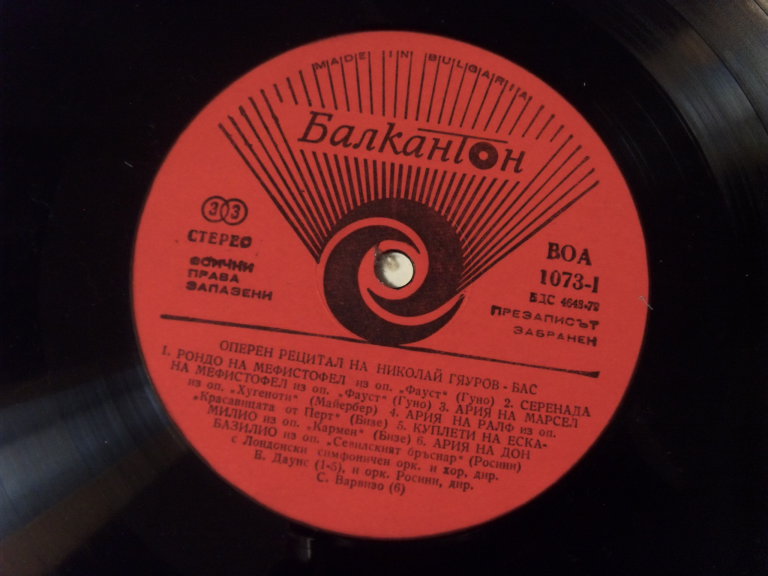 MADE IN BULGARIA
Балкантон
33
СТЕРЕО
ВСИЧКИ
ПРАВА
ЗАПАЗЕНИ
ВОА
1073-I
БДС 4643-79
ПРЕЗАПИСЪТ
ЗАБРАНЕН
ОПЕРЕН РЕЦИТАЛ НА НИКОЛАЙ ГЯУРОВ - БАС
1. РОНДО НА МЕФИСТОФЕЛ из оп. „Фауст“ (Гуно) 2. СЕРЕНАДА
НА МЕФИСТОФЕЛ из оп. „Фауст“ (Гуно) 3. АРИЯ НА МАРСЕЛ
из оп. „Хугеноти“ (Майербер) 4. АРИЯ НА РАЛФ из оп.
„Красавицата от Перт“ (Бизе) 5. КУПЛЕТИ НА ЕСКА-
МИЛИО из оп. „Кармен“ (Бизе) 6. АРИЯ НА ДОН
БАЗИЛИО из оп. „Севилският бръснар“ (Росини)
с Лондонски симфоничен орк. и хор, дир.
Е. Даунс (1-5), и орк. Росини, дир.
С. Варвизо (6)